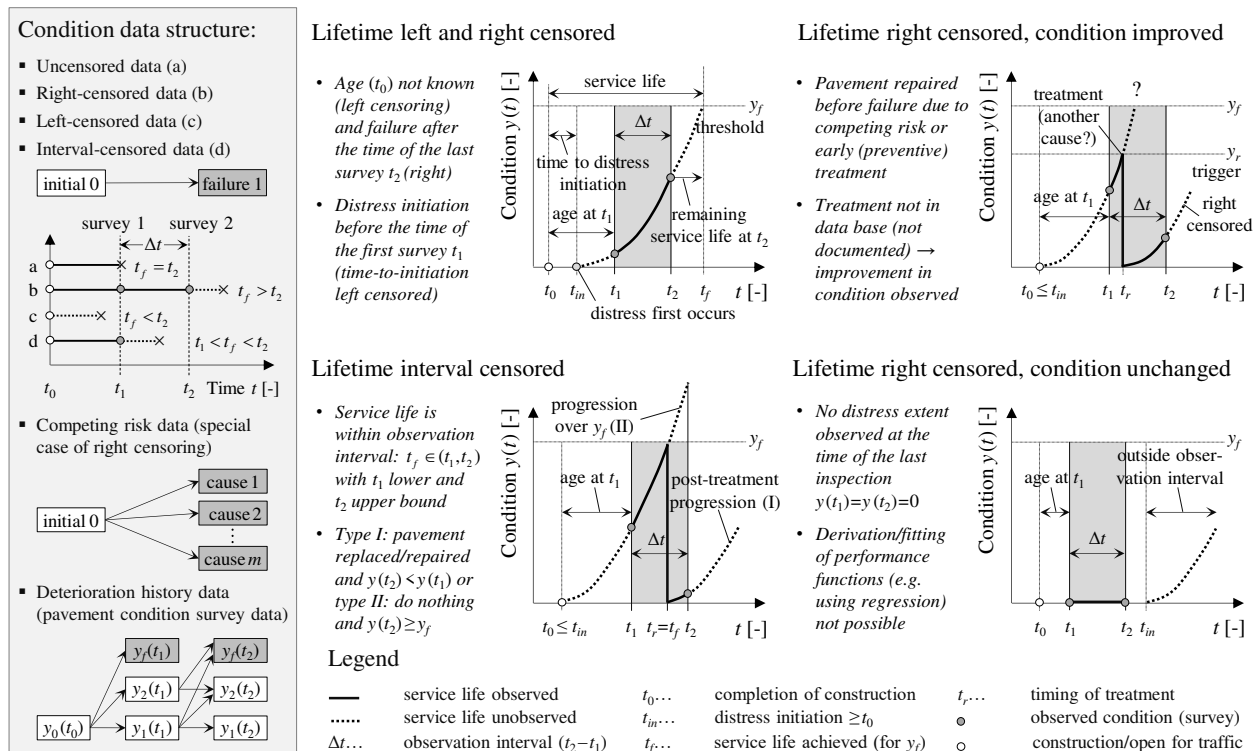 Condition data structure:
▪ Uncensored data (a)
▪ Right-censored data (b)
▪ Left-censored data (c)
▪ Interval-censored data (d)
initial 0
failure 1
survey 1 survey 2
Δt
a
t_f = t_2
b
t_f > t_2
c
t_f < t_2
d
t_1 < t_f < t_2
t_0 t_1 t_2 Time t [-]
▪ Competing risk data (special
case of right censoring)
cause 1
initial 0
cause 2
⋮
cause m
▪ Deterioration history data
(pavement condition survey data)
y_f(t_1) y_f(t_2)
y_2(t_1) y_2(t_2)
y_0(t_0) y_1(t_1) y_1(t_2)
Lifetime left and right censored
• Age (t_0) not known
(left censoring)
and failure after
the time of the last
survey t_2 (right)
• Distress initiation
before the time of
the first survey t_1
(time-to-initiation
left censored)
Condition y(t) [-]
service life
y_f
threshold
Δt
time to distress
initiation
age at t_1
remaining
service life at t_2
t_0 t_in t_1 t_2 t_f t [-]
distress first occurs
Lifetime right censored, condition improved
• Pavement repaired
before failure due to
competing risk or
early (preventive)
treatment
• Treatment not in
data base (not
documented) →
improvement in
condition observed
Condition y(t) [-]
treatment
(another
cause?)
?
y_f
y_r
trigger
age at t_1
Δt
right
censored
t_0 ≤ t_in t_1 t_r t_2 t [-]
Lifetime interval censored
• Service life is
within observation
interval: t_f ∈ (t_1, t_2)
with t_1 lower and
t_2 upper bound
• Type I: pavement
replaced/repaired
and y(t_2) < y(t_1) or
type II: do nothing
and y(t_2) ≥ y_f
Condition y(t) [-]
progression
over y_f (II)
y_f
age at t_1
post-treatment
progression (I)
Δt
t_0 ≤ t_in t_1 t_r=t_f t_2 t [-]
Lifetime right censored, condition unchanged
• No distress extent
observed at the
time of the last
inspection
y(t_1)=y(t_2)=0
• Derivation/fitting
of performance
functions (e.g.
using regression)
not possible
Condition y(t) [-]
y_f
outside obser-
vation interval
age at t_1
Δt
t_0 t_1 t_2 t_in t [-]
Legend
service life observed t_0… completion of construction t_r… timing of treatment
service life unobserved t_in… distress initiation ≥t_0 observed condition (survey)
Δt… observation interval (t_2−t_1) t_f… service life achieved (for y_f) construction/open for traffic